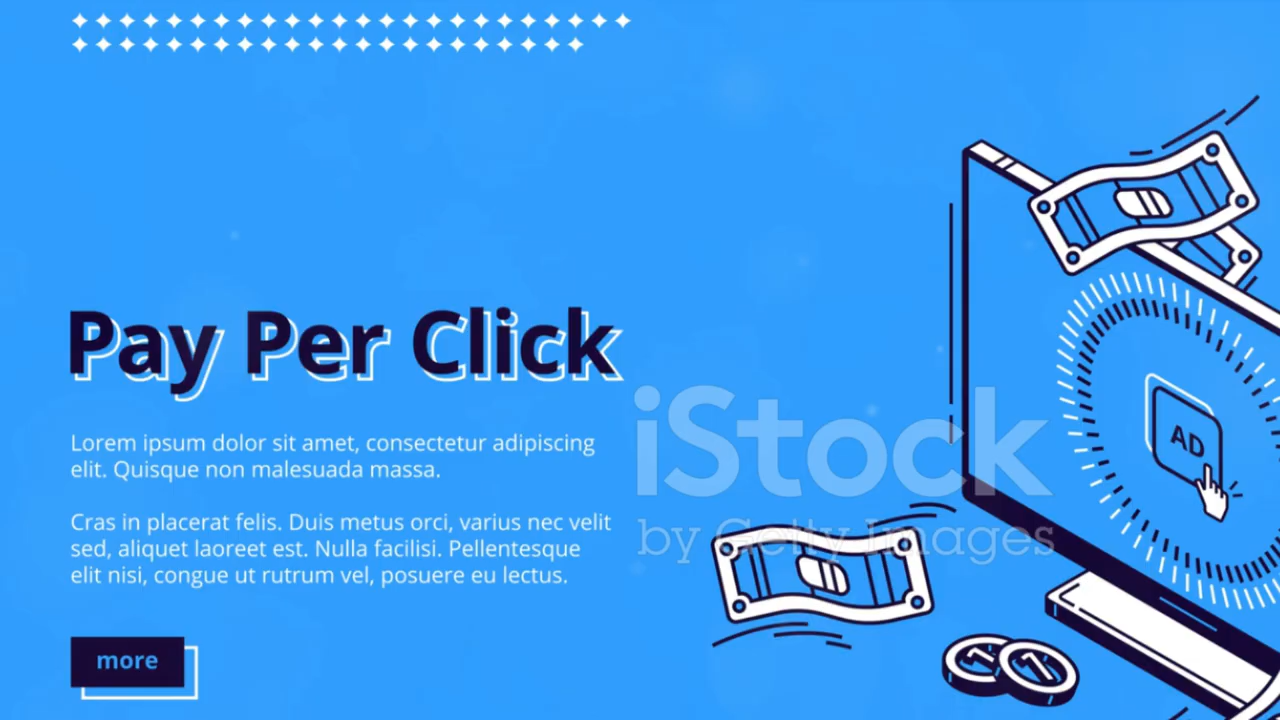 Pay Per Click
Lorem ipsum dolor sit amet, consectetur adipiscing
elit. Quisque non malesuada massa.
Cras in placerat felis. Duis metus orci, varius nec velit
sed, aliquet laoreet est. Nulla facilisi. Pellentesque
elit nisi, congue ut rutrum vel, posuere eu lectus.
more
iStock
by Getty Images
AD
1
1